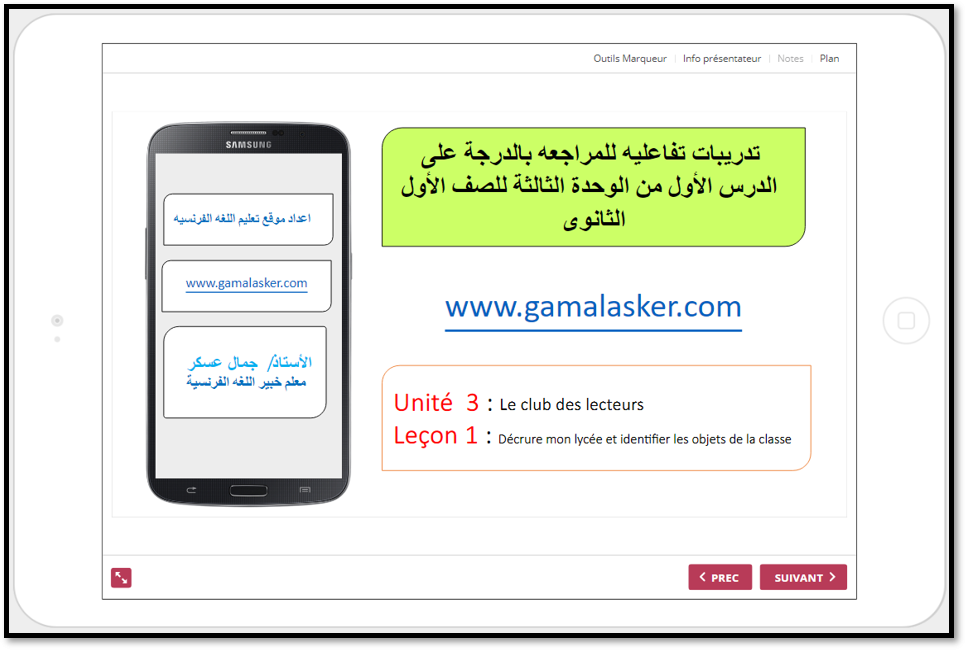 Outils Marqueur
Info présentateur
Notes
Plan
SAMSUNG
اعداد موقع تعليم اللغه الفرنسيه
www.gamalasker.com
الأستاذ/ جمال عسكر
معلم خبير اللغه الفرنسية
تدريبات تفاعليه للمراجعه بالدرجة على
الدرس الأول من الوحدة الثالثة للصف الأول
الثانوى
www.gamalasker.com
Unité 3 : Le club des lecteurs
Leçon 1 : Décrure mon lycée et identifier les objets de la classe
PREC
SUIVANT